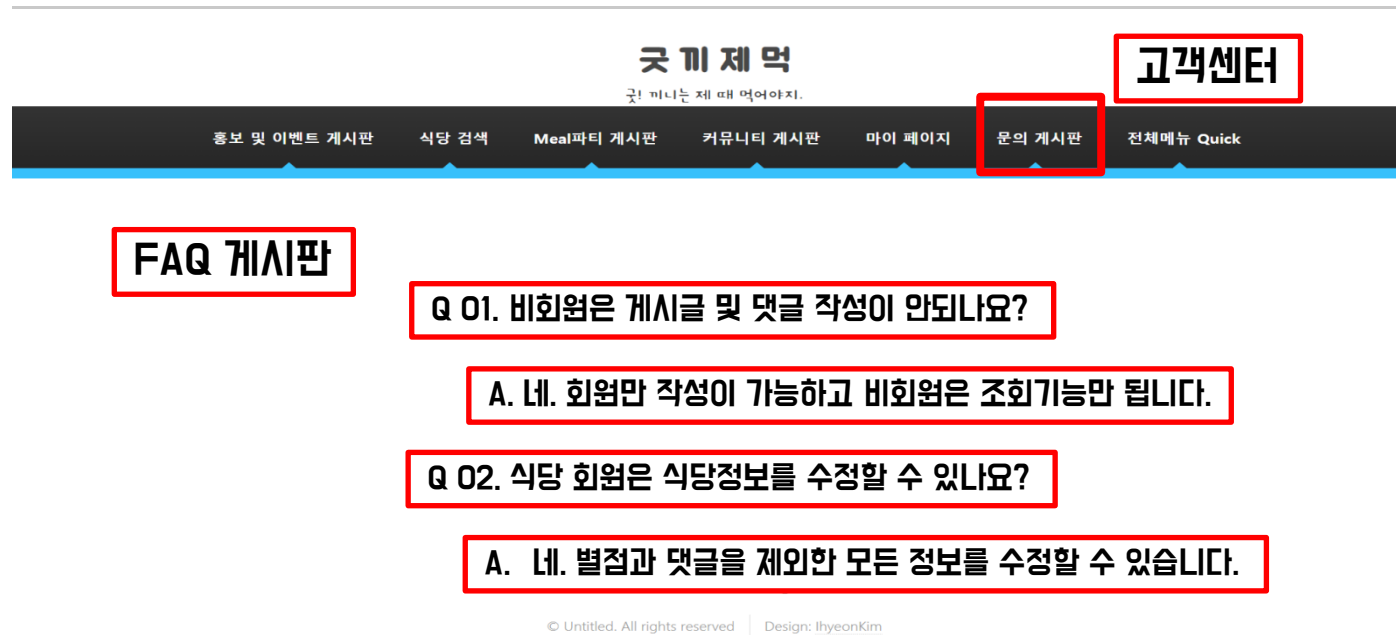 굿 끼 제 먹
고객센터
굿! 끼니는 제 때 먹어야지.
홍보 및 이벤트 게시판 식당 검색 Meal파티 게시판 커뮤니티 게시판 마이 페이지 문의 게시판 전체메뉴 Quick
FAQ 게시판
Q 01. 비회원은 게시글 및 댓글 작성이 안되나요?
A. 네. 회원만 작성이 가능하고 비회원은 조회기능만 됩니다.
Q 02. 식당 회원은 식당정보를 수정할 수 있나요?
A. 네. 별점과 댓글을 제외한 모든 정보를 수정할 수 있습니다.
© Untitled. All rights reserved Design: IhyeonKim